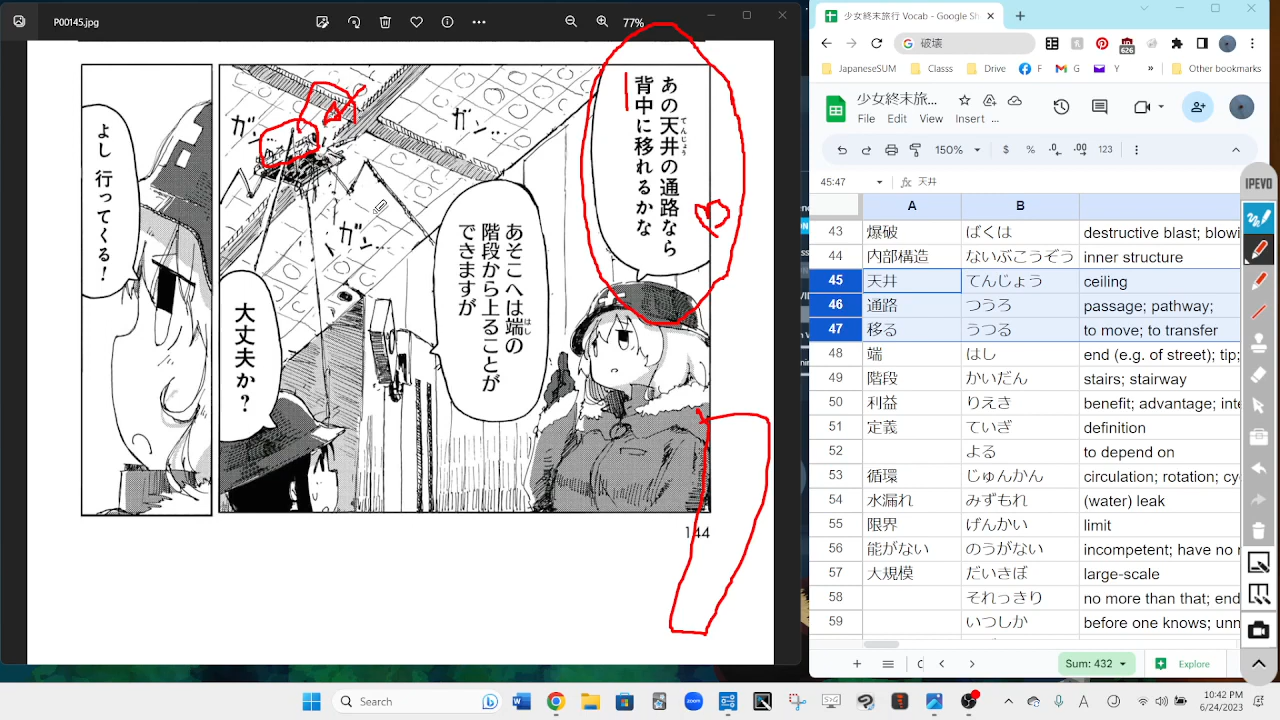 P00145.jpg
77%
あの天井の通路なら
てんじょう
背中に移れるかな
あそこへは端の
はし
階段から上ることが
できますが
ガン…
ガン…
ガン…
大丈夫か?
よし 行ってくる!
144
少女終末旅行 Vocab - Google Sh
破壊
626
JapaneseSUM
Classes
Drive
G
Y
Other bookmarks
少女終末旅…
File Edit View Insert …
150%
$ % .0 .00 123
45:47
fx 天井
A B
43 爆破 ばくは destructive blast; blow
44 内部構造 ないぶこうぞう inner structure
45 天井 てんじょう ceiling
46 通路 つうろ passage; pathway;
47 移る うつる to move; to transfer
48 端 はし end (e.g. of street); tip
49 階段 かいだん stairs; stairway
50 利益 りえき benefit; advantage; inte
51 定義 ていぎ definition
52 よる to depend on
53 循環 じゅんかん circulation; rotation; cy
54 水漏れ みずもれ (water) leak
55 限界 げんかい limit
56 能がない のうがない incompetent; have no
57 大規模 だいきぼ large-scale
58 それっきり no more than that; end
59 いつしか before one knows; unn
Sum: 432
Explore
IPEVO
Search
zoom
A
10:42 PM
6/24/2023